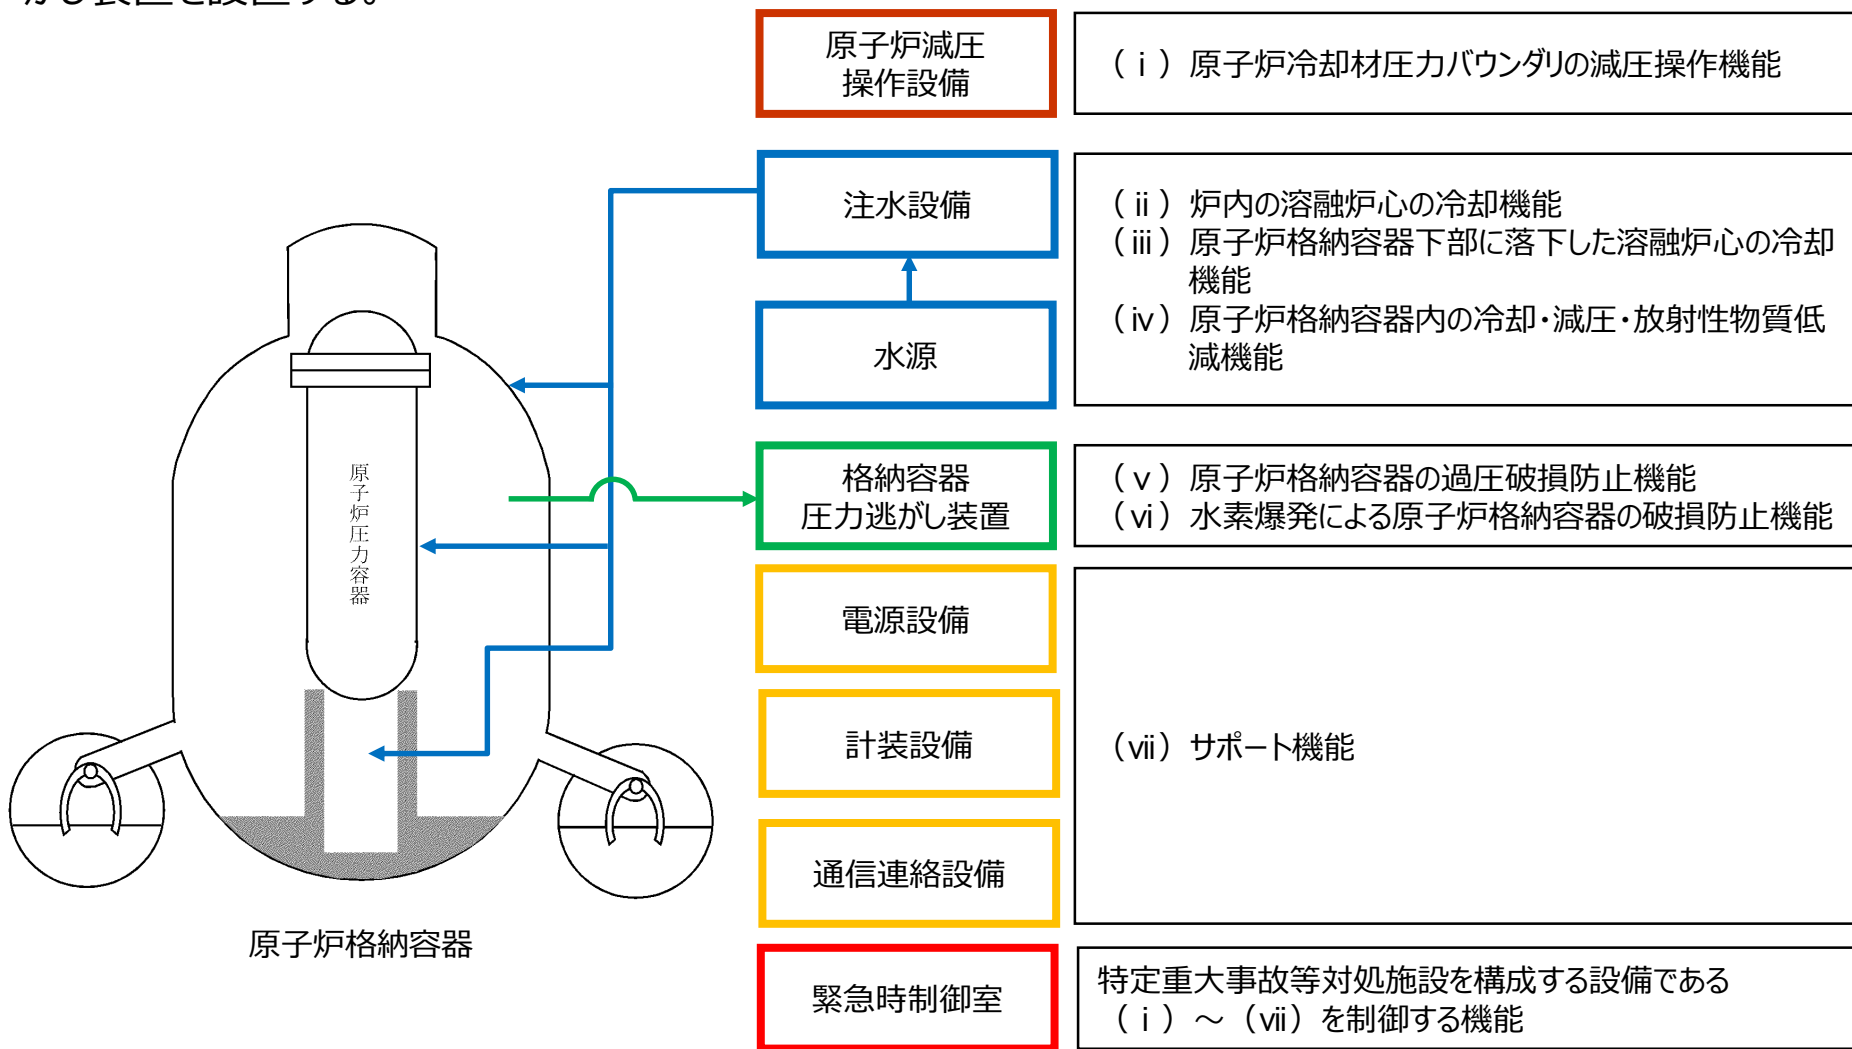 がし装置を設置する。
原子炉減圧
操作設備
（ⅰ）原子炉冷却材圧力バウンダリの減圧操作機能
注水設備
（ⅱ）炉内の溶融炉心の冷却機能
（ⅲ）原子炉格納容器下部に落下した溶融炉心の冷却
機能
（ⅳ）原子炉格納容器内の冷却・減圧・放射性物質低
減機能
水源
格納容器
圧力逃がし装置
（ⅴ）原子炉格納容器の過圧破損防止機能
（ⅵ）水素爆発による原子炉格納容器の破損防止機能
原子炉圧力容器
電源設備
計装設備
（ⅶ）サポート機能
通信連絡設備
原子炉格納容器
緊急時制御室
特定重大事故等対処施設を構成する設備である
（ⅰ）～（ⅶ）を制御する機能